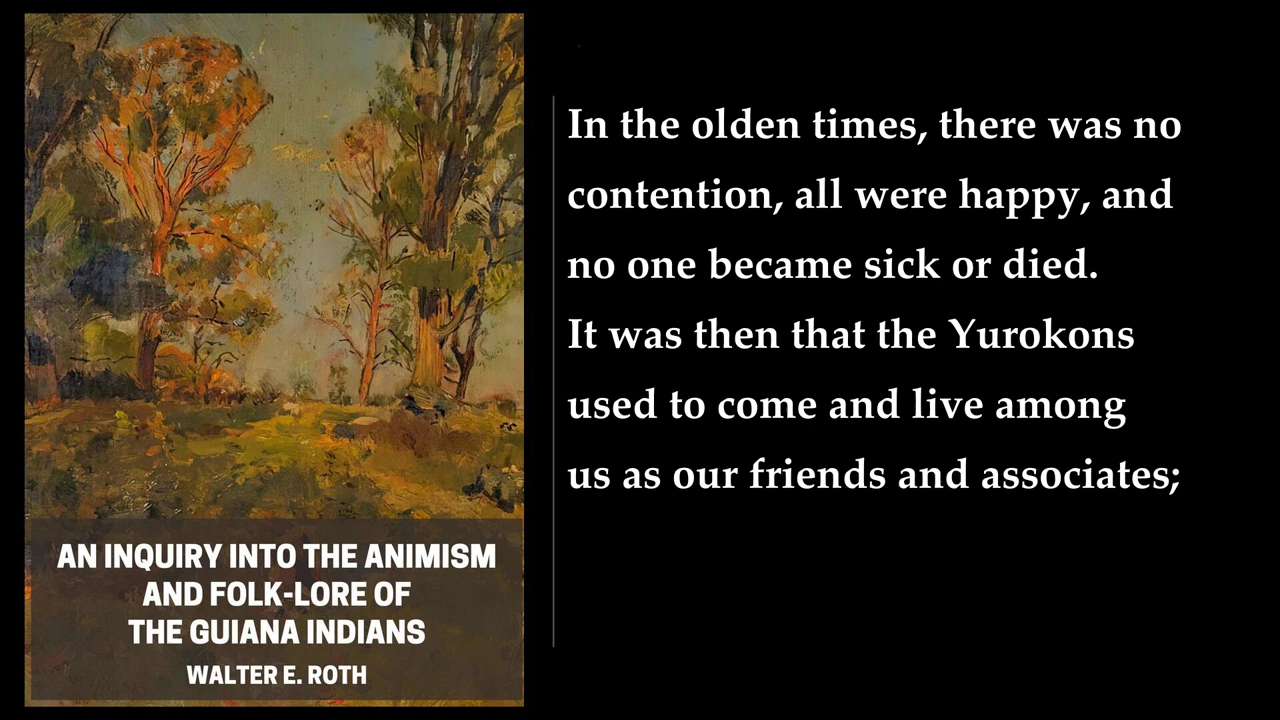 In the olden times, there was no
contention, all were happy, and
no one became sick or died.
It was then that the Yurokons
used to come and live among
us as our friends and associates;
AN INQUIRY INTO THE ANIMISM
AND FOLK-LORE OF
THE GUIANA INDIANS
WALTER E. ROTH